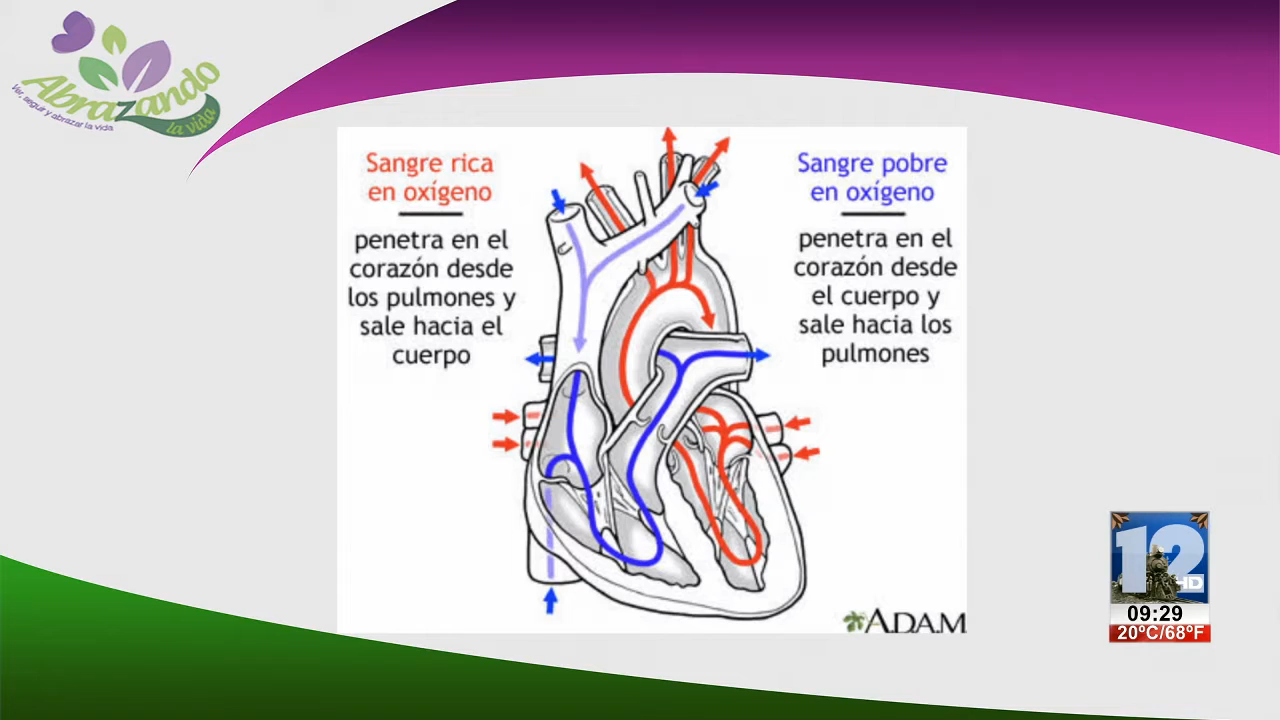 Abrazando
la vida
Ver, seguir y abrazar la vida
Sangre rica
en oxígeno
penetra en el
corazón desde
los pulmones y
sale hacia el
cuerpo
Sangre pobre
en oxígeno
penetra en el
corazón desde
el cuerpo y
sale hacia los
pulmones
A.D.A.M
12
HD
09:29
20ºC/68ºF